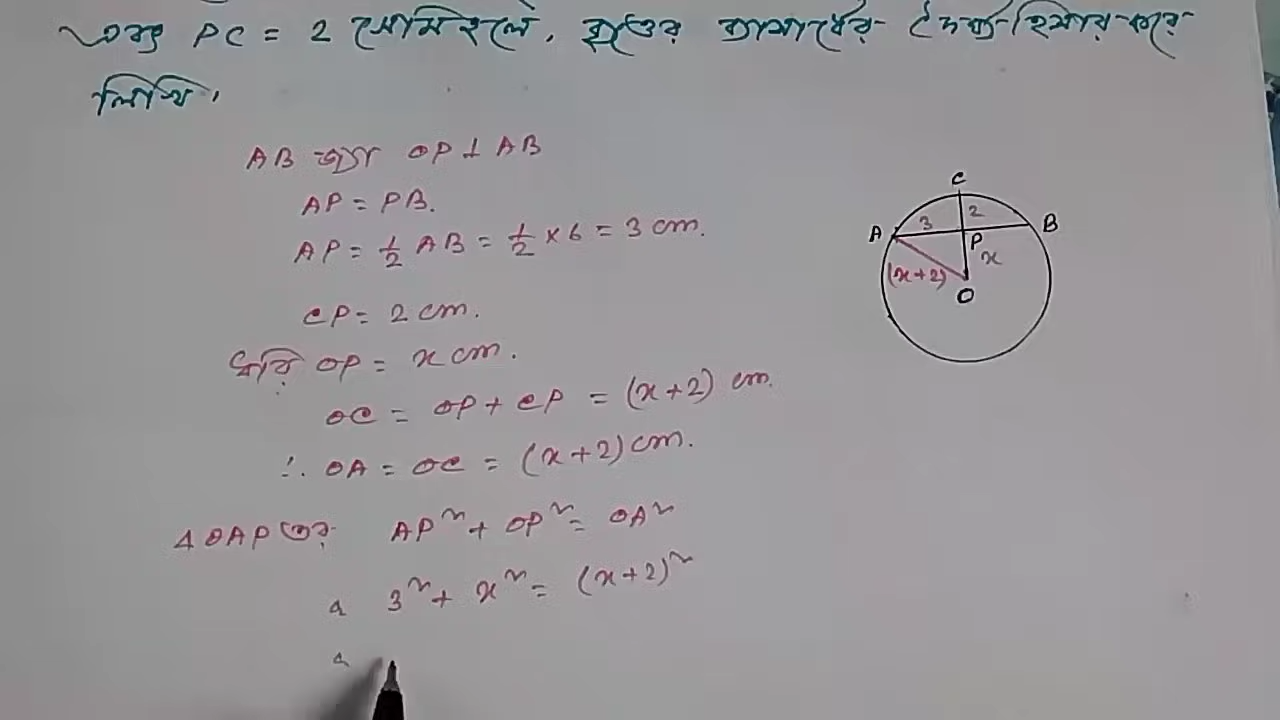 এবং PC = 2 সেমি হলে, বৃত্তের ব্যাসার্ধের দৈর্ঘ্য হিসাব করে
লিখি।
AB জ্যা OP ⊥ AB
AP = PB.
AP = 1/2 AB = 1/2 × 6 = 3 cm.
CP = 2 cm.
ধরি OP = x cm.
OC = OP + CP = (x+2) cm.
∴ OA = OC = (x+2) cm.
Δ OAP এর AP² + OP² = OA²
বা 3² + x² = (x+2)²
বা
C
A 3 2 B
P
(x+2) x
O